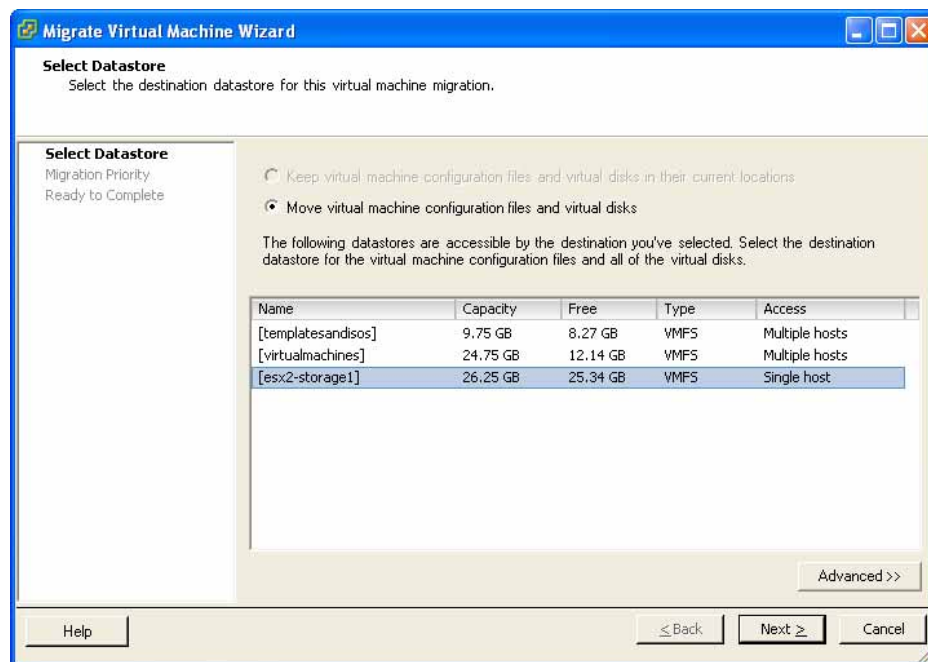 Migrate Virtual Machine Wizard
Select Datastore
Select the destination datastore for this virtual machine migration.
Select Datastore
Migration Priority
Ready to Complete
Keep virtual machine configuration files and virtual disks in their current locations
Move virtual machine configuration files and virtual disks
The following datastores are accessible by the destination you've selected. Select the destination
datastore for the virtual machine configuration files and all of the virtual disks.
Name Capacity Free Type Access
[templatesandisos] 9.75 GB 8.27 GB VMFS Multiple hosts
[virtualmachines] 24.75 GB 12.14 GB VMFS Multiple hosts
[esx2-storage1] 26.25 GB 25.34 GB VMFS Single host
Advanced >>
Help < Back Next > Cancel